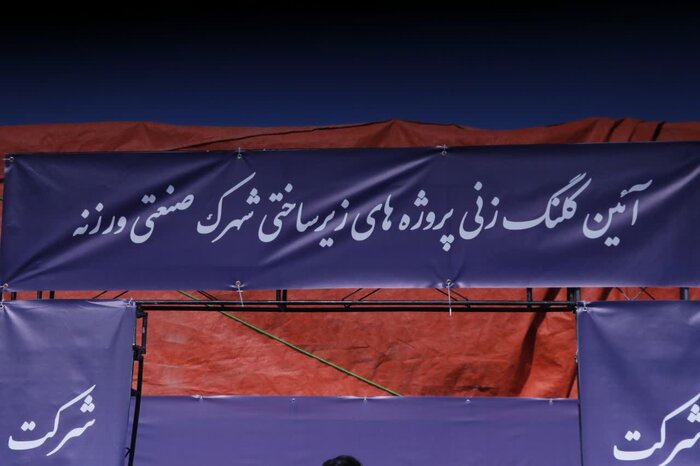 آئین کلنگ زنی پروژه های زیرساختی شهرک صنعتی ورزنه
شرکت
شرکت